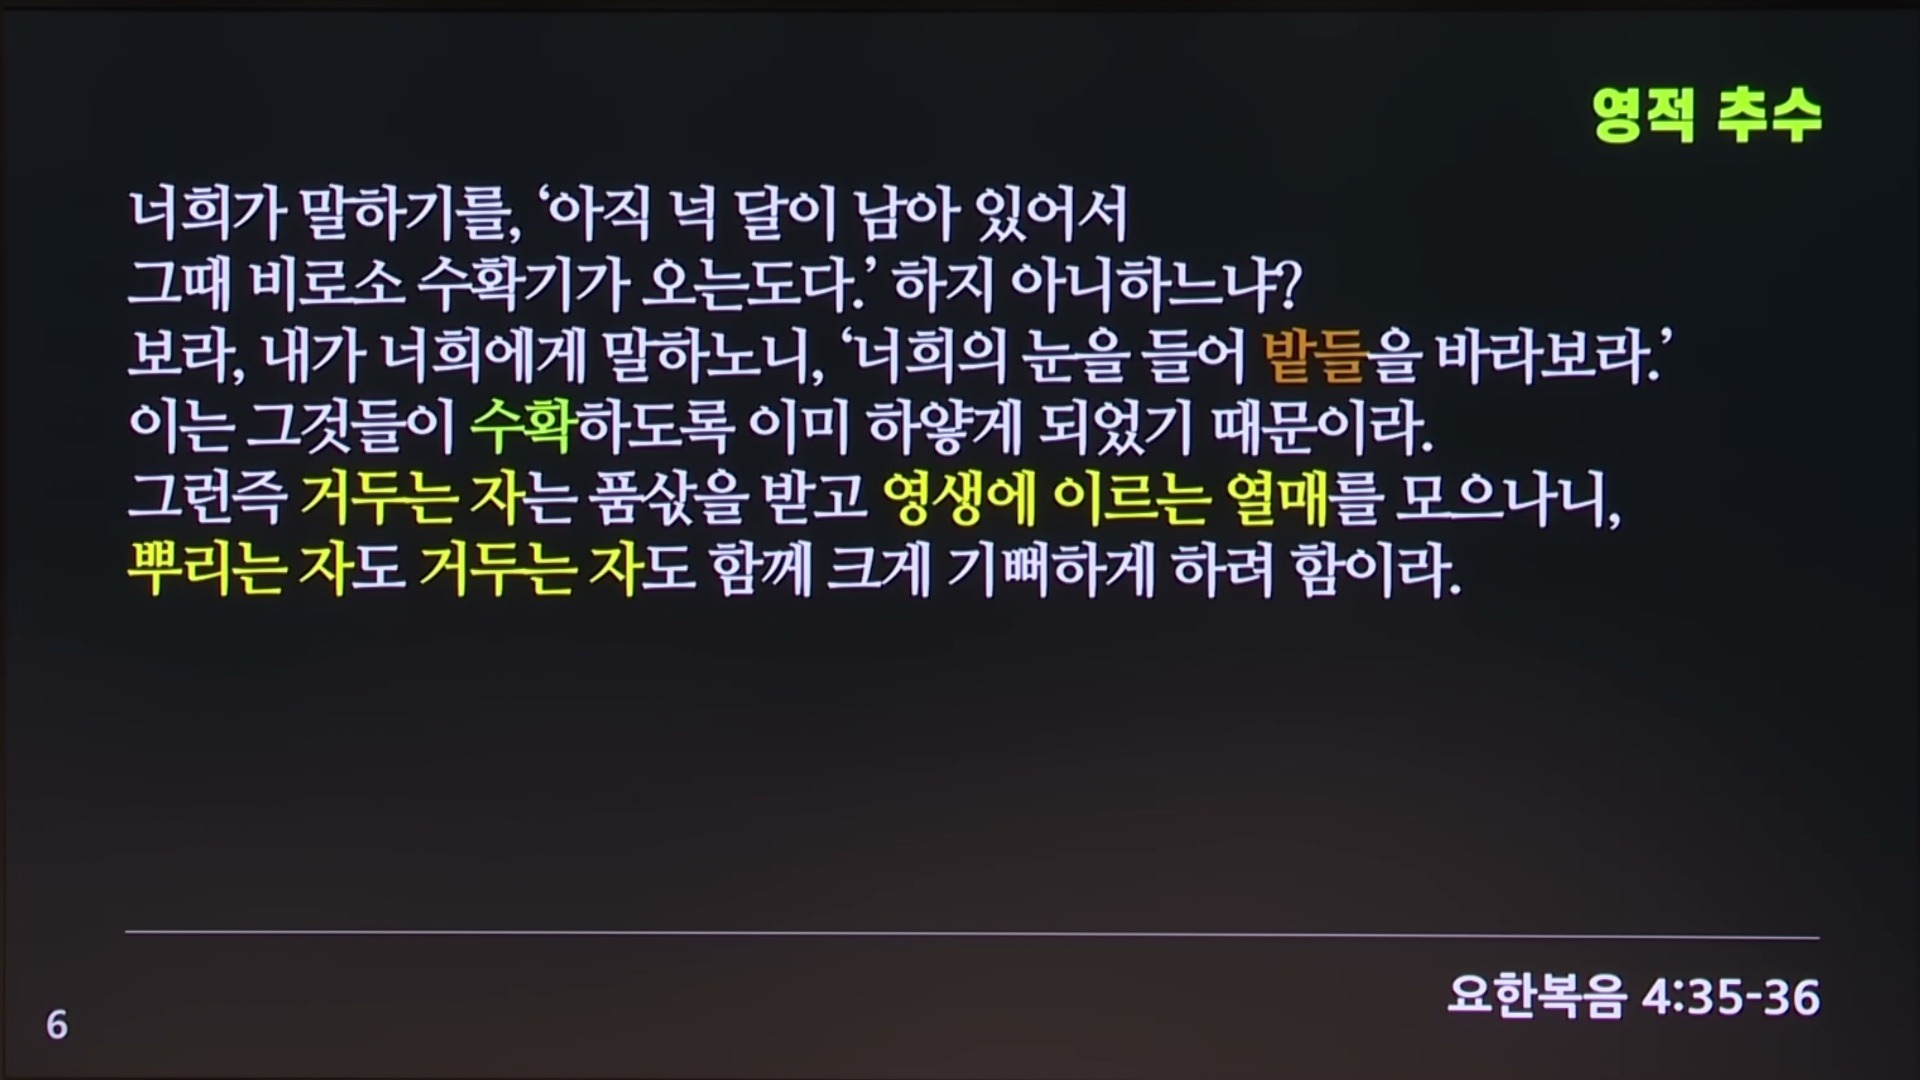 영적 추수
너희가 말하기를, ‘아직 넉 달이 남아 있어서
그때 비로소 수확기가 오는도다.’ 하지 아니하느냐?
보라, 내가 너희에게 말하노니, ‘너희의 눈을 들어 밭들을 바라보라.’
이는 그것들이 수확하도록 이미 하얗게 되었기 때문이라.
그런즉 거두는 자는 품삯을 받고 영생에 이르는 열매를 모으나니,
뿌리는 자도 거두는 자도 함께 크게 기뻐하게 하려 함이라.
요한복음 4:35-36
6